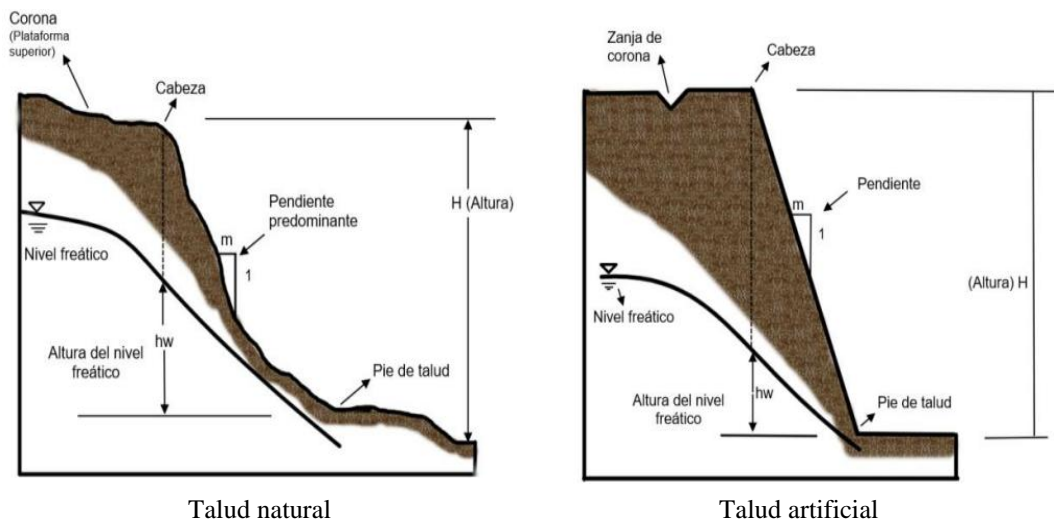 Corona
(Plataforma
superior)
Cabeza
H (Altura)
Pendiente
predominante
m
1
Nivel freático
hw
Altura del nivel
freático
Pie de talud
Talud natural
Zanja de
corona
Cabeza
Pendiente
m
1
(Altura) H
Nivel freático
hw
Altura del nivel
freático
Pie de talud
Talud artificial